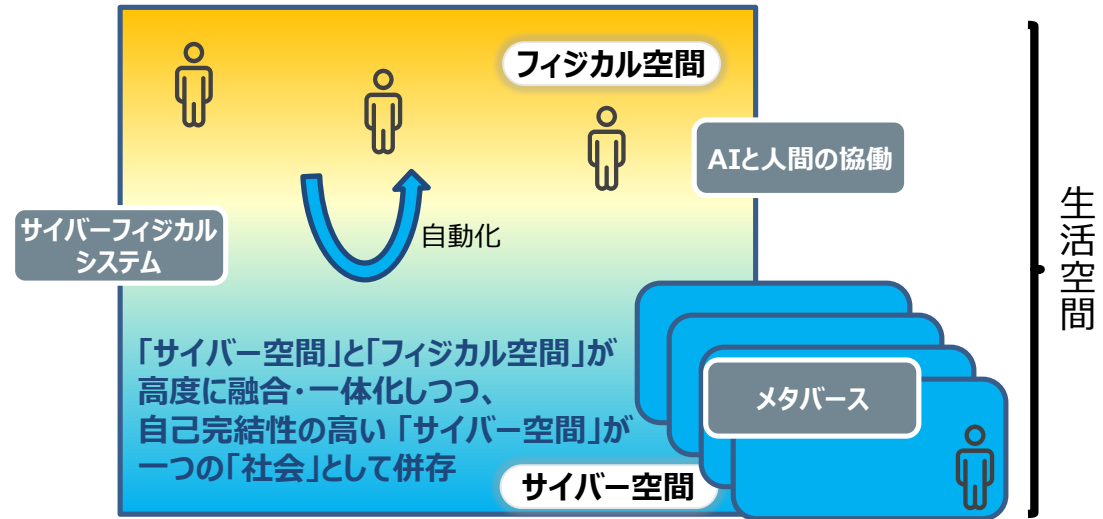 フィジカル空間
AIと人間の協働
サイバーフィジカル
システム
自動化
生活空間
「サイバー空間」と「フィジカル空間」が
高度に融合・一体化しつつ、
自己完結性の高い「サイバー空間」が
一つの「社会」として併存
メタバース
サイバー空間